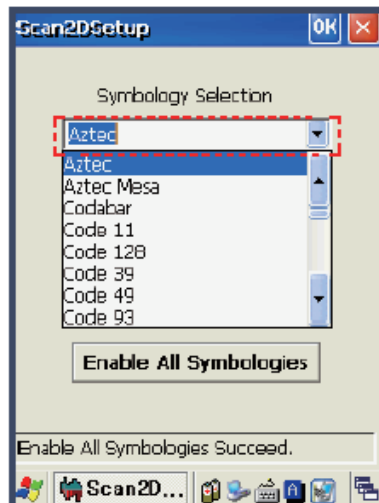 Scan2DSetup OK
Symbology Selection
Aztec
Aztec
Aztec Mesa
Codabar
Code 11
Code 128
Code 39
Code 49
Code 93
Enable All Symbologies
Enable All Symbologies Succeed.
Scan2D... A